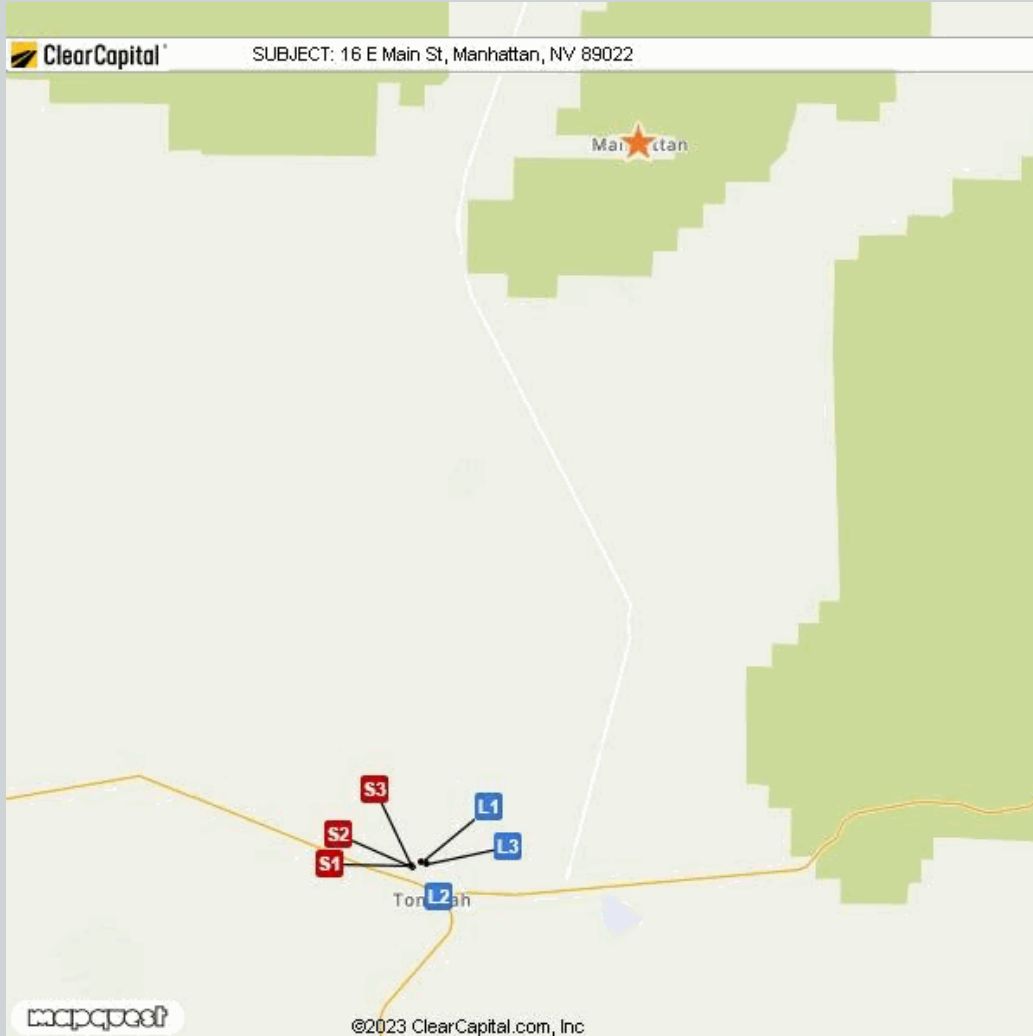 ClearCapital SUBJECT: 16 E Main St, Manhattan, NV 89022
S3
L1
S2
L3
S1
L2
mapquest
©2023 ClearCapital.com, Inc